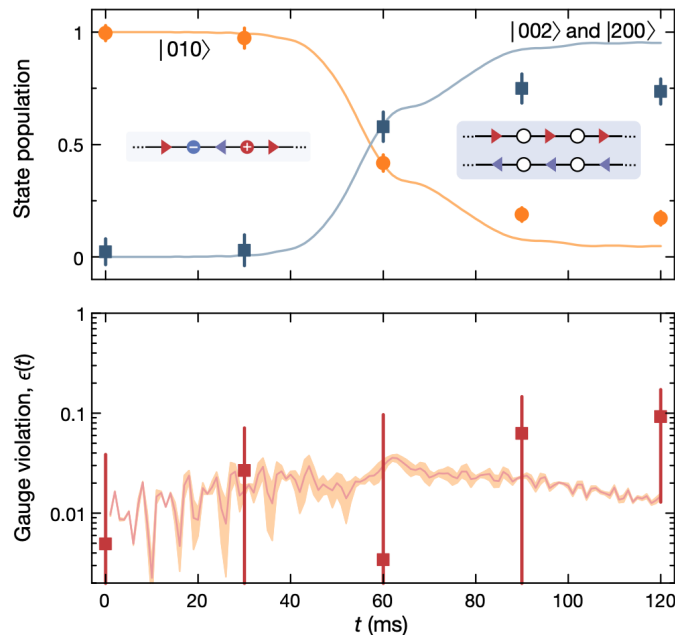 |010⟩
|002⟩ and |200⟩
State population
1
0.5
0
− +
Gauge violation, ϵ(t)
1
0.1
0.01
0 20 40 60 80 100 120
t (ms)